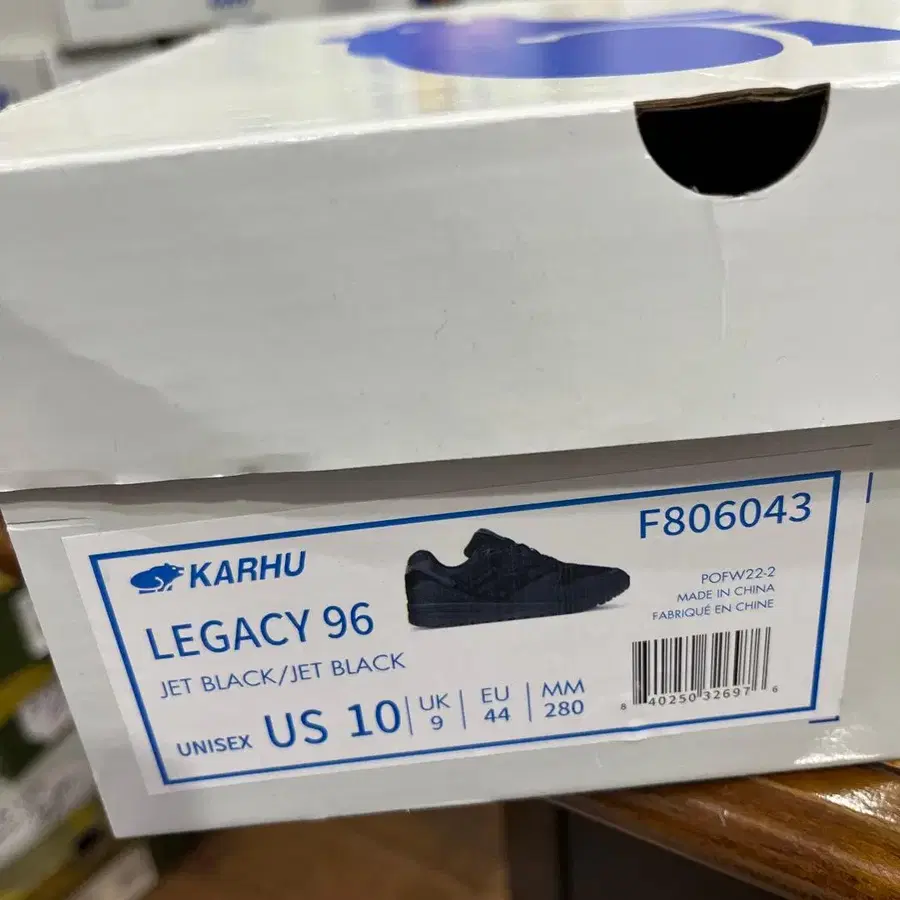 KARHU
F806043
LEGACY 96
POFW22-2
MADE IN CHINA
FABRIQUÉ EN CHINE
JET BLACK/JET BLACK
UNISEX US 10 UK 9 EU 44 MM 280
8 40250 32697 6